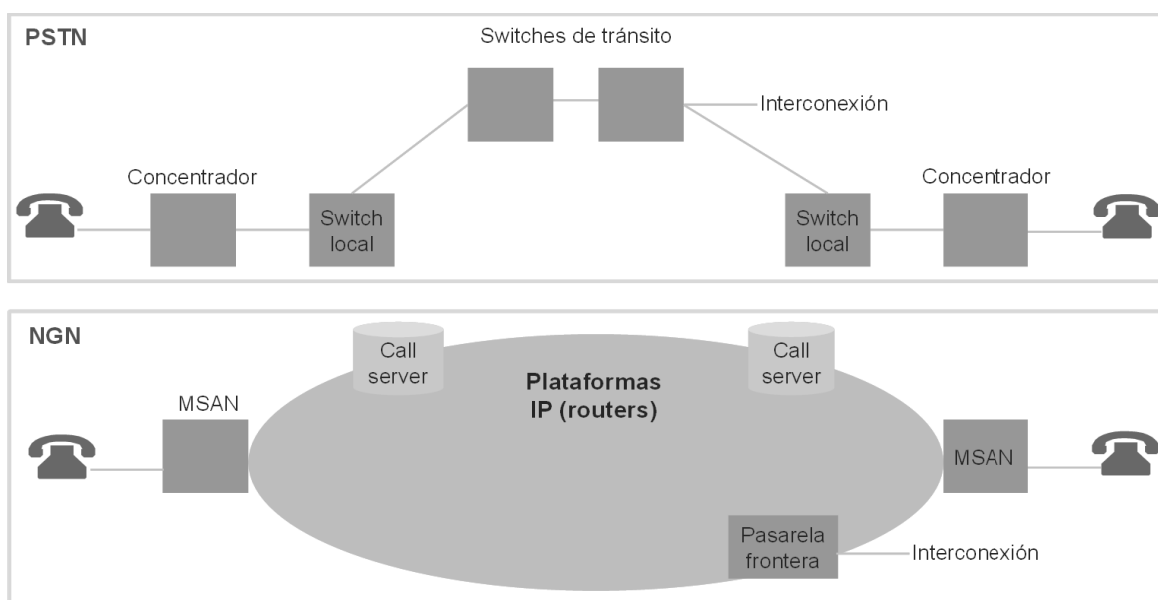 PSTN
Switches de tránsito
Interconexión
Concentrador
Switch
local
Switch
local
Concentrador
NGN
Call
server
Call
server
Plataformas
IP (routers)
MSAN
MSAN
Pasarela
frontera
Interconexión